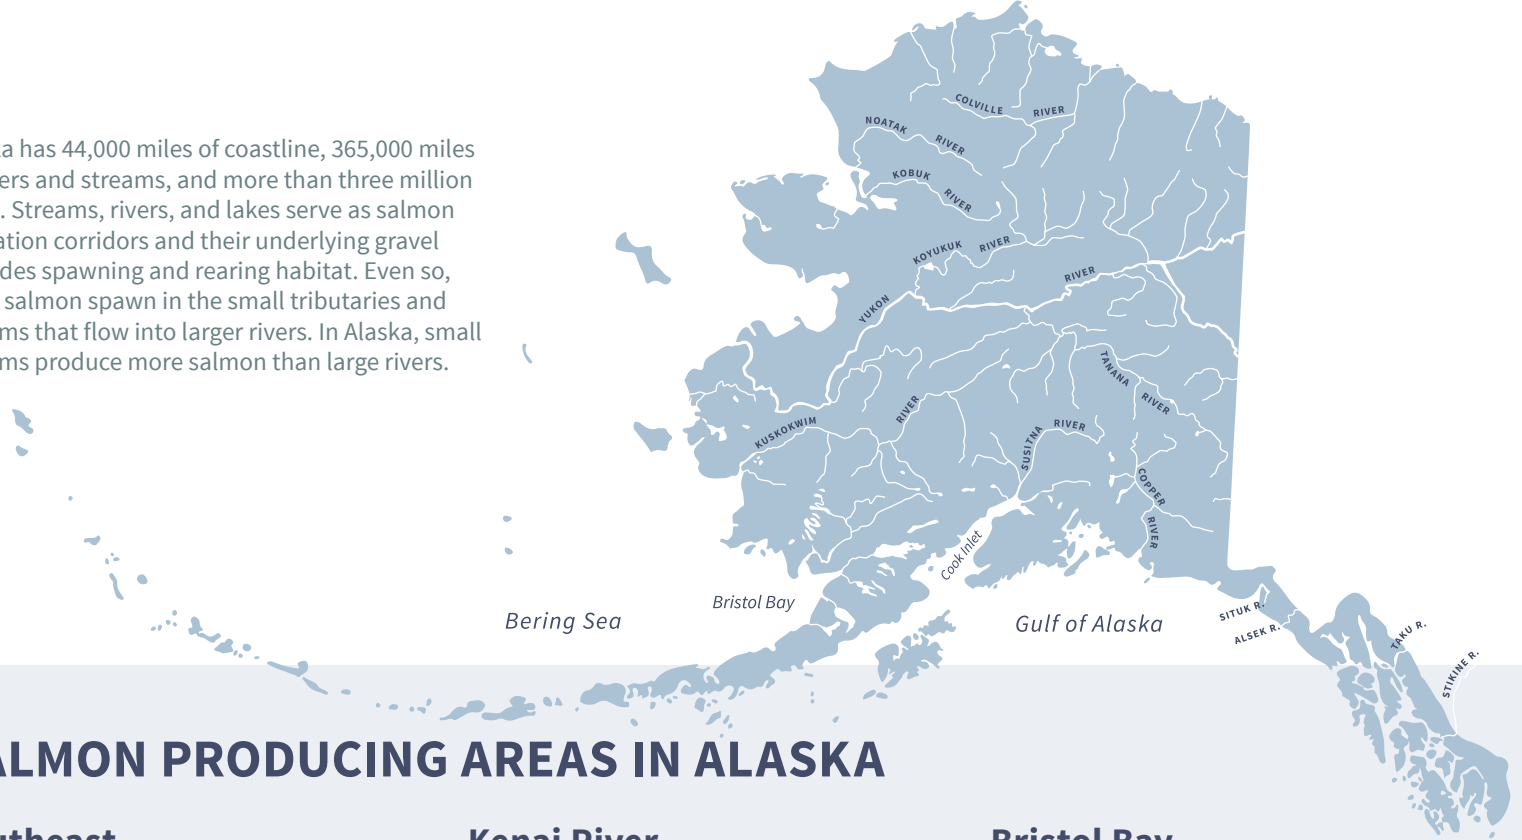 a has 44,000 miles of coastline, 365,000 miles
ers and streams, and more than three million
. Streams, rivers, and lakes serve as salmon
ation corridors and their underlying gravel
des spawning and rearing habitat. Even so,
salmon spawn in the small tributaries and
ms that flow into larger rivers. In Alaska, small
ms produce more salmon than large rivers.
COLVILLE RIVER
NOATAK RIVER
KOBUK RIVER
KOYUKUK RIVER
YUKON RIVER
TANANA RIVER
KUSKOKWIM RIVER
SUSITNA RIVER
COPPER RIVER
Cook Inlet
Bristol Bay
Bering Sea
Gulf of Alaska
SITUK R.
ALSEK R.
TAKU R.
STIKINE R.
ALMON PRODUCING AREAS IN ALASKA
utheast
Kenai River
Bristol Bay